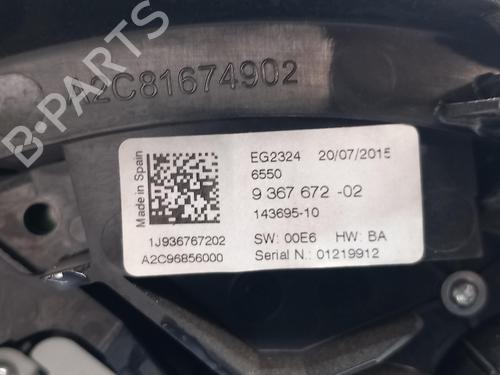 A2C81674902
B-PARTS
Made in Spain
EG2324 20/07/2015
6550
9 367 672 -02
143695-10
1J936767202
SW: 00E6 HW: BA
A2C96856000
Serial N.: 01219912